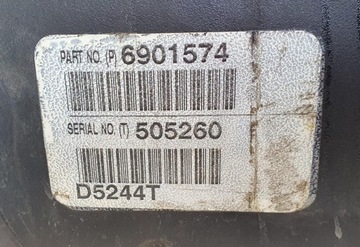 PART NO. (P) 6901574
SERIAL NO. (T) 505260
D5244T